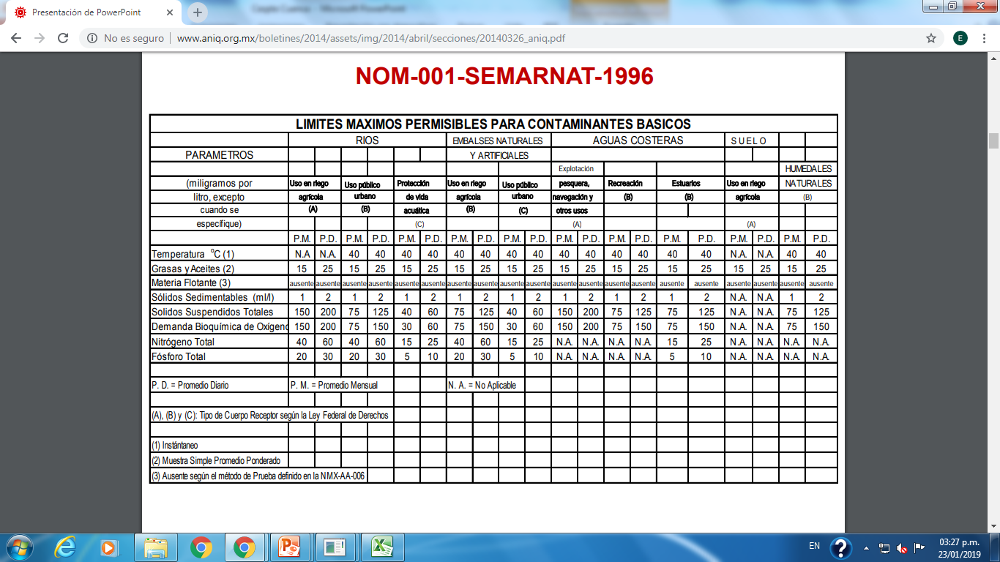 Presentación de PowerPoint
No es seguro www.aniq.org.mx/boletines/2014/assets/img/2014/abril/secciones/20140326_aniq.pdf E
NOM-001-SEMARNAT-1996
LIMITES MAXIMOS PERMISIBLES PARA CONTAMINANTES BASICOS
RIOS EMBALSES NATURALES AGUAS COSTERAS S U E L O
PARAMETROS Y ARTIFICIALES
Explotación HUMEDALES
(miligramos por Uso en riego Uso público Protección Uso en riego Uso público pesquera, Recreación Estuarios Uso en riego NATURALES
litro, excepto agrícola urbano de vida agrícola urbano navegación y (B) (B) agrícola (B)
cuando se (A) (B) acuática (B) (C) otros usos
especifique) (C) (A) (A)
P.M. P.D. P.M. P.D. P.M. P.D. P.M. P.D. P.M. P.D. P.M. P.D. P.M. P.D. P.M. P.D. P.M. P.D. P.M. P.D.
Temperatura ºC (1) N.A N.A. 40 40 40 40 40 40 40 40 40 40 40 40 40 40 N.A. N.A. 40 40
Grasas y Aceites (2) 15 25 15 25 15 25 15 25 15 25 15 25 15 25 15 25 15 25 15 25
Materia Flotante (3) ausente ausente ausente ausente ausente ausente ausente ausente ausente ausente ausente ausente ausente ausente ausente ausente ausente ausente ausente ausente
Sólidos Sedimentables (ml/l) 1 2 1 2 1 2 1 2 1 2 1 2 1 2 1 2 N.A. N.A. 1 2
Solidos Suspendidos Totales 150 200 75 125 40 60 75 125 40 60 150 200 75 125 75 125 N.A. N.A. 75 125
Demanda Bioquímica de Oxígeno 150 200 75 150 30 60 75 150 30 60 150 200 75 150 75 150 N.A. N.A. 75 150
Nitrógeno Total 40 60 40 60 15 25 40 60 15 25 N.A. N.A. N.A. N.A. 15 25 N.A. N.A. N.A. N.A.
Fósforo Total 20 30 20 30 5 10 20 30 5 10 N.A. N.A. N.A. N.A. 5 10 N.A. N.A. N.A. N.A.
P. D. = Promedio Diario P. M. = Promedio Mensual N. A. = No Aplicable
(A), (B) y (C): Tipo de Cuerpo Receptor según la Ley Federal de Derechos
(1) Instántaneo
(2) Muestra Simple Promedio Ponderado
(3) Ausente según el método de Prueba definido en la NMX-AA-006
EN 03:27 p.m.
23/01/2019